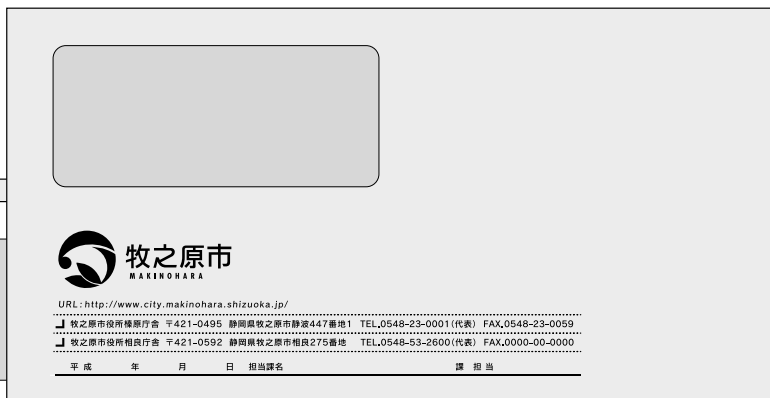 牧之原市
MAKINOHARA
URL:http://www.city.makinohara.shizuoka.jp/
牧之原市役所榛原庁舎 〒421-0495 静岡県牧之原市静波447番地1 TEL.0548-23-0001(代表) FAX.0548-23-0059
牧之原市役所相良庁舎 〒421-0592 静岡県牧之原市相良275番地 TEL.0548-53-2600(代表) FAX.0000-00-0000
平成 年 月 日 担当課名 課 担当